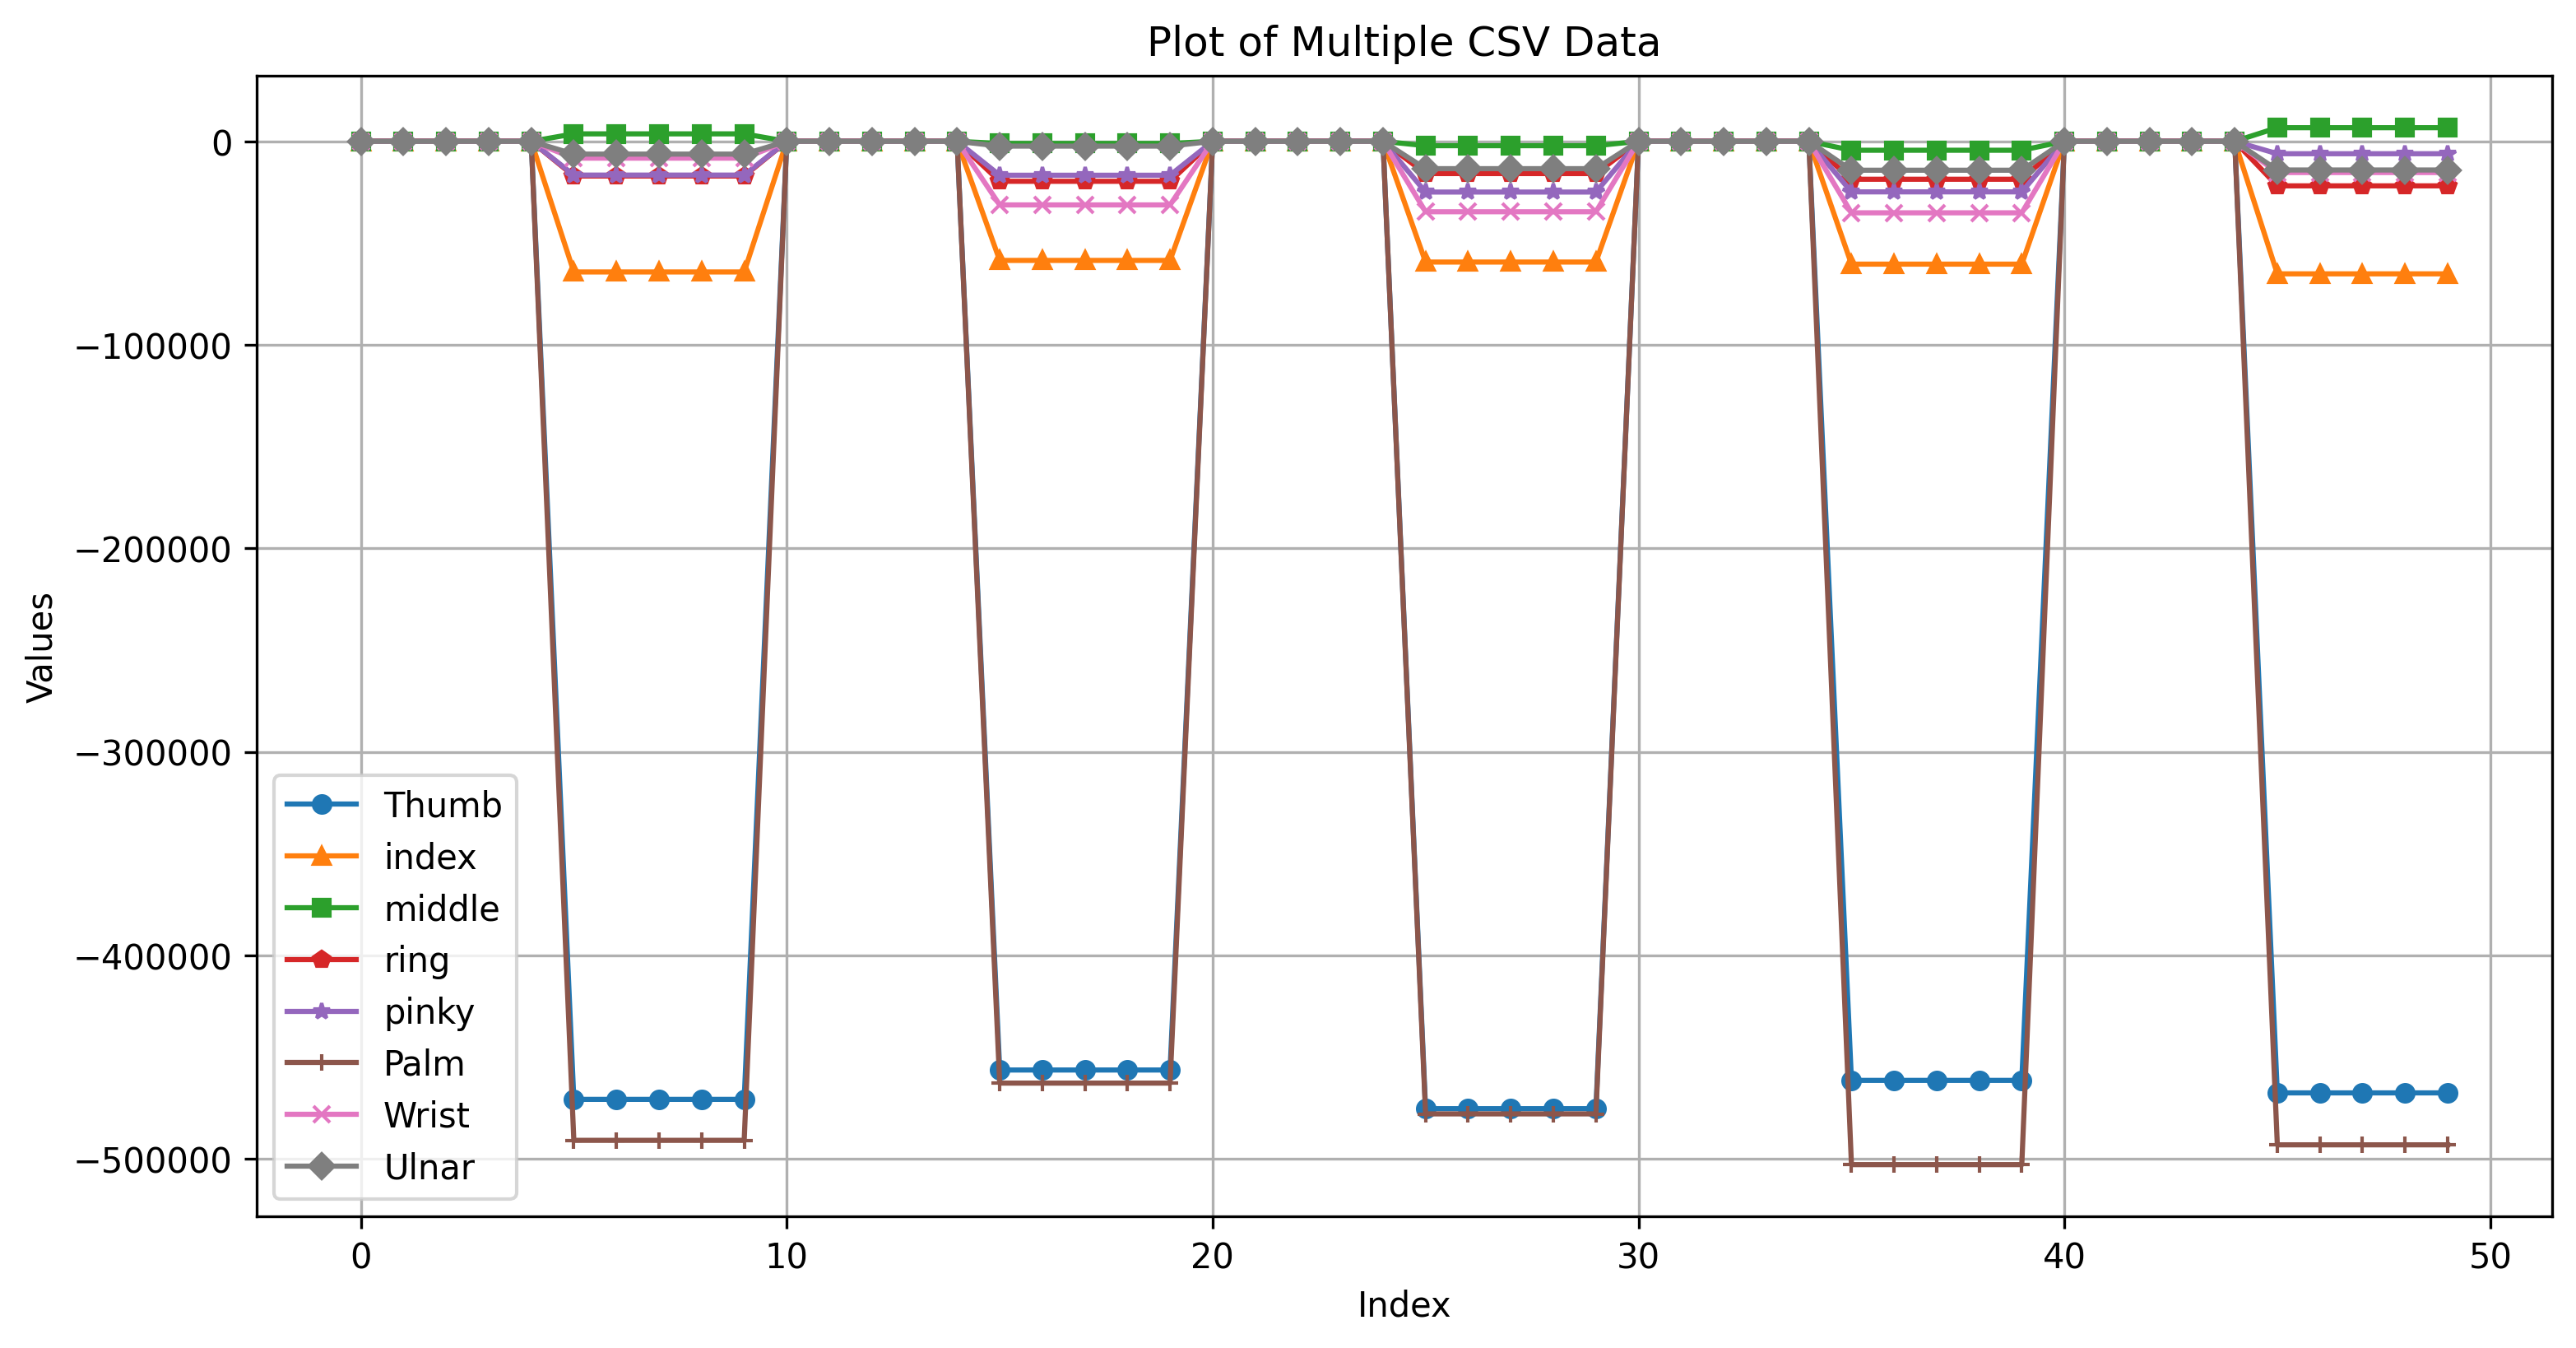 Plot of Multiple CSV Data
0
−100000
−200000
−300000
−400000
−500000
Values
Thumb
index
middle
ring
pinky
Palm
Wrist
Ulnar
0 10 20 30 40 50
Index